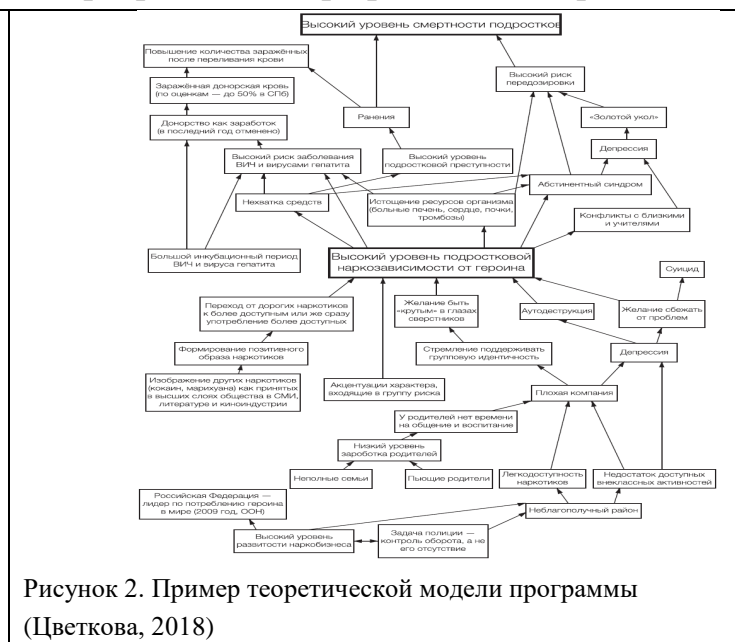 Высокий уровень смертности подростков
Повышение количества заражённых
после переливания крови
Высокий риск
передозировки
Заражённая донорская кровь
(по оценкам — до 50% в СПб)
Ранения
«Золотой укол»
Донорство как заработок
(в последний год отменено)
Депрессия
Высокий риск заболевания
ВИЧ и вирусами гепатита
Высокий уровень
подростковой преступности
Абстинентный синдром
Нехватка средств
Истощение ресурсов организма
(больные печень, сердце, почки,
тромбозы)
Конфликты с близкими
и учителями
Большой инкубационный период
ВИЧ и вируса гепатита
Высокий уровень подростковой
наркозависимости от героина
Суицид
Переход от дорогих наркотиков
к более доступным или же сразу
употребление более доступных
Желание быть
«крутым» в глазах
сверстников
Аутодеструкция
Желание сбежать
от проблем
Формирование позитивного
образа наркотиков
Стремление поддерживать
групповую идентичность
Депрессия
Изображение других наркотиков
(кокаин, марихуана) как принятых
в высших слоях общества в СМИ,
литературе и киноиндустрии
Акцентуации характера,
входящие в группу риска
Плохая компания
У родителей нет времени
на общение и воспитание
Низкий уровень
зароботка родителей
Неполные семьи
Пьющие родители
Легкодоступность
наркотиков
Недостаток доступных
внеклассных активностей
Российская Федерация —
лидер по потреблению героина
в мире (2009 год, ООН)
Неблагополучный район
Высокий уровень
развитости наркобизнеса
Задача полиции —
контроль оборота, а не
его отсутствие
Рисунок 2. Пример теоретической модели программы
(Цветкова, 2018)